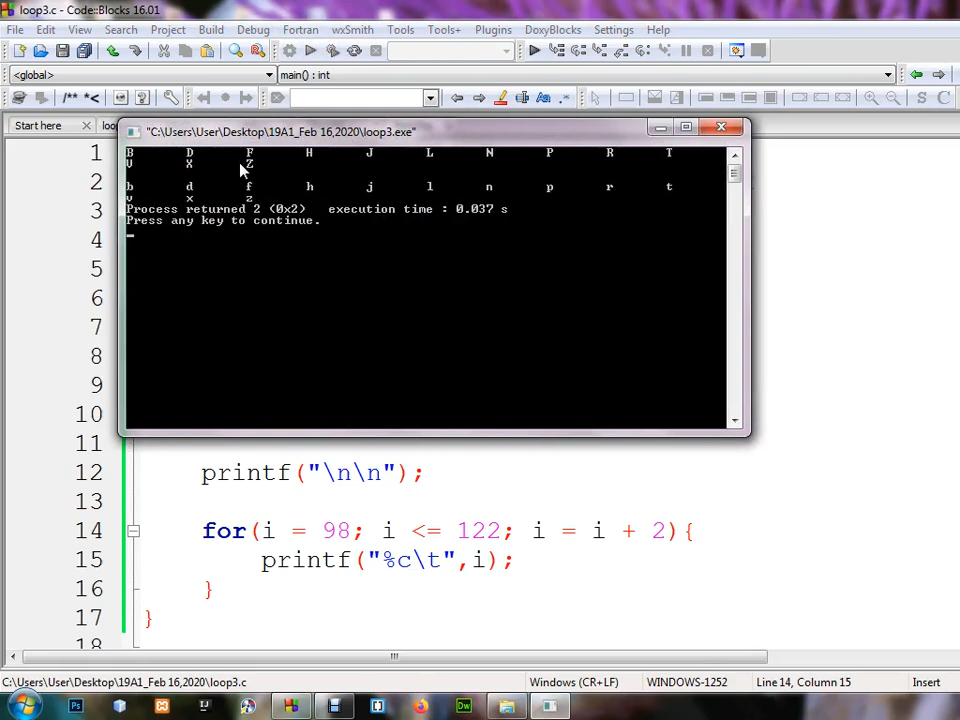 loop3.c - Code::Blocks 16.01
File Edit View Search Project Build Debug Fortran wxSmith Tools Tools+ Plugins DoxyBlocks Settings Help
<global> main() : int
/** *<
Start here
"C:\Users\User\Desktop\19A1_Feb 16,2020\loop3.exe"
B D F H J L N P R T
V X Z
b d f h j l n p r t
v x z
Process returned 2 (0x2) execution time : 0.037 s
Press any key to continue.
1
2
3
4
5
6
7
8
9
10
11
12 printf("\n\n");
13
14 for(i = 98; i <= 122; i = i + 2){
15 printf("%c\t",i);
16 }
17 }
18
C:\Users\User\Desktop\19A1_Feb 16,2020\loop3.c Windows (CR+LF) WINDOWS-1252 Line 14, Column 15 Insert